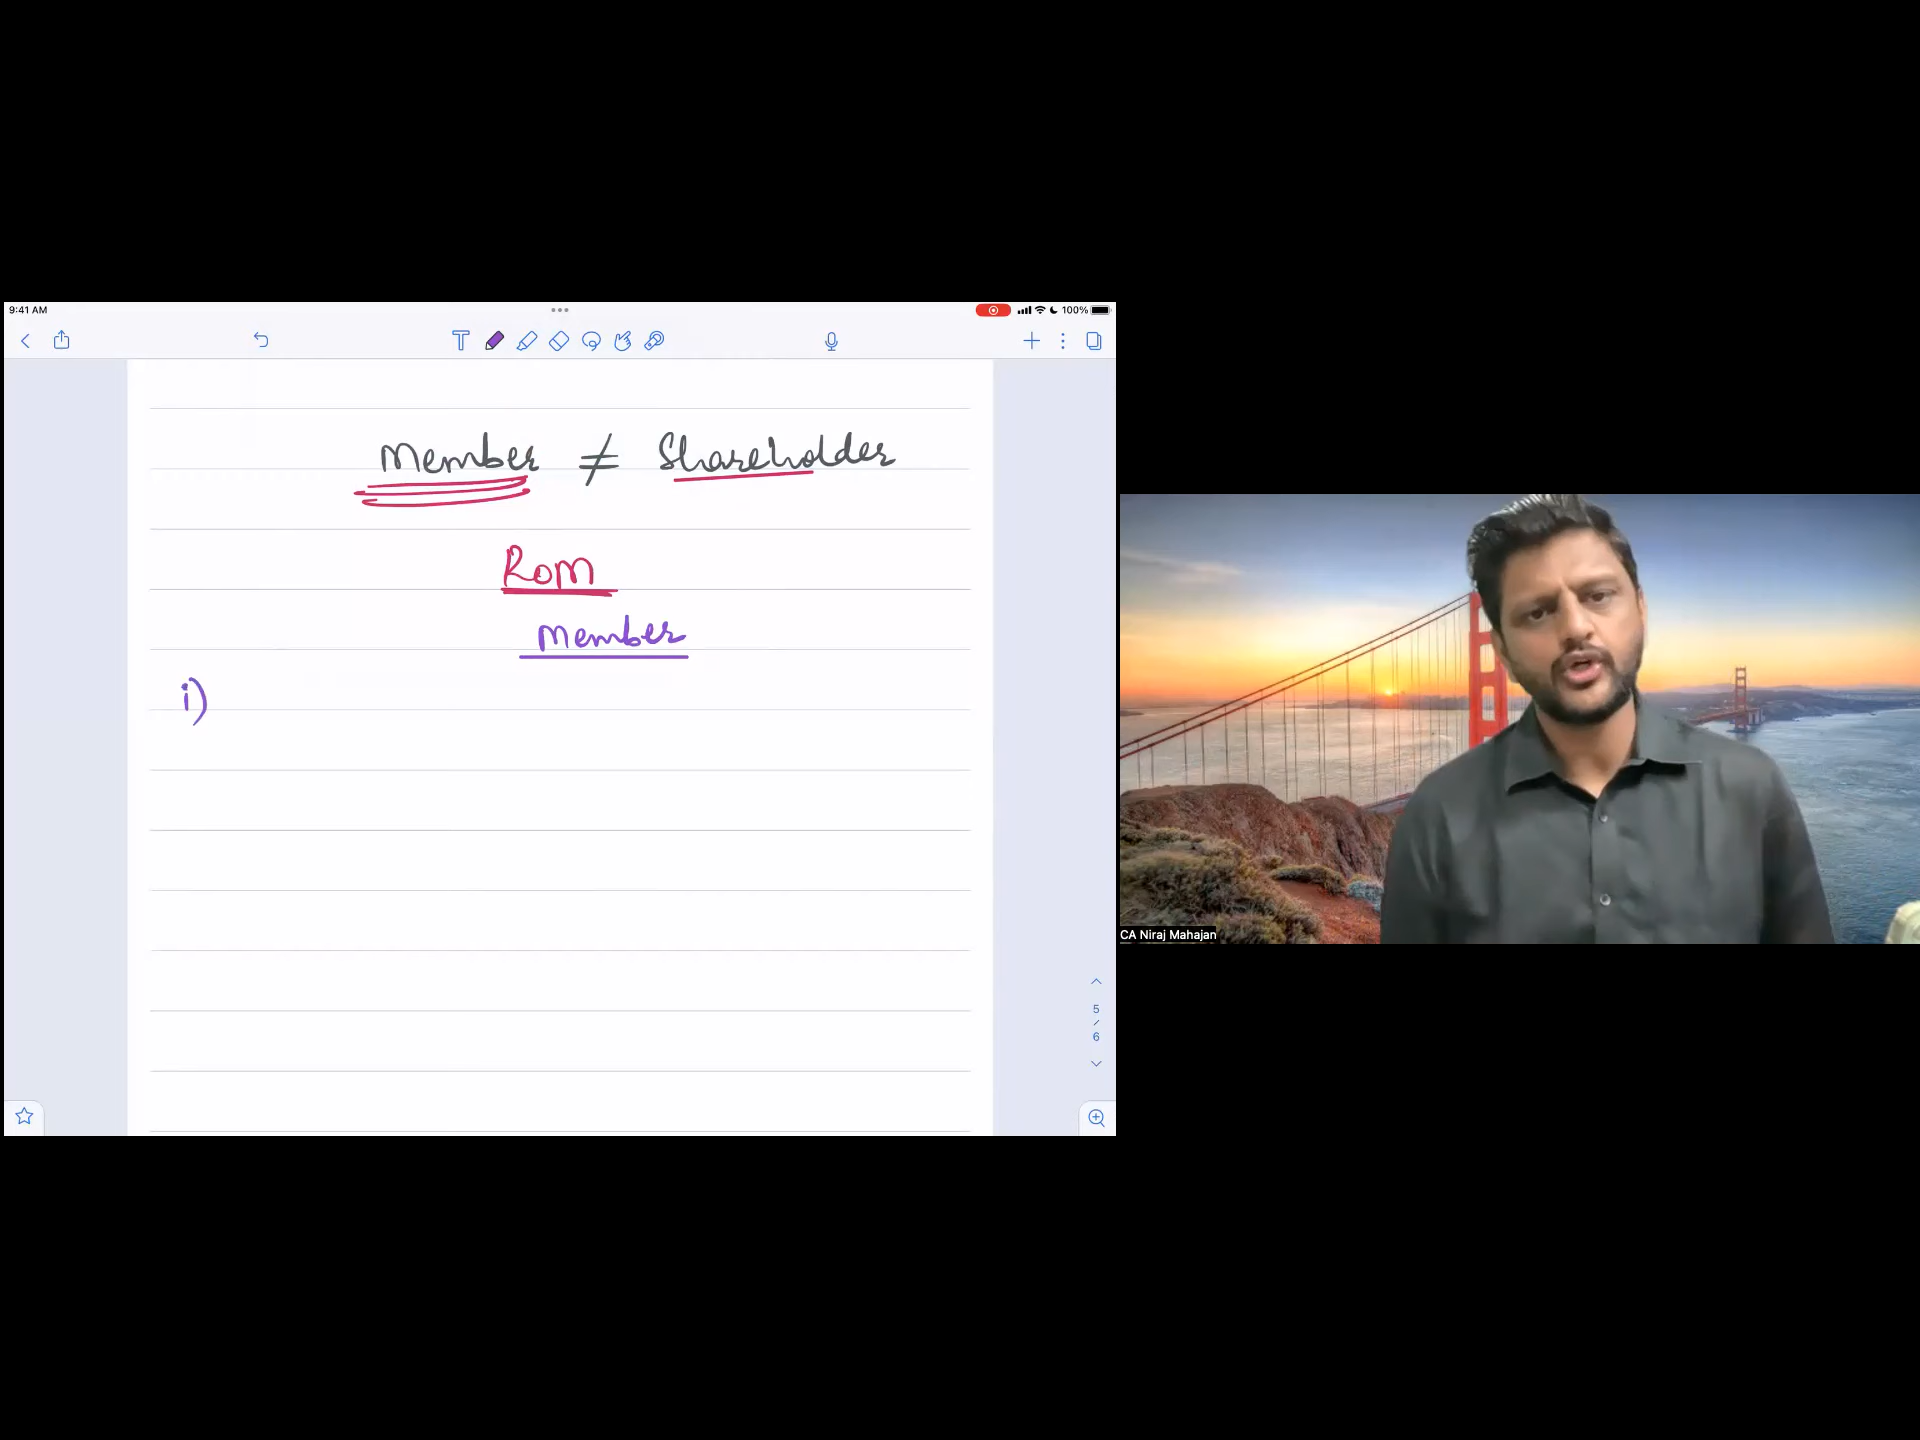 9:41 AM
100%
Member ≠ Shareholder
ROM
Member
i)
5
/
6
CA Niraj Mahajan